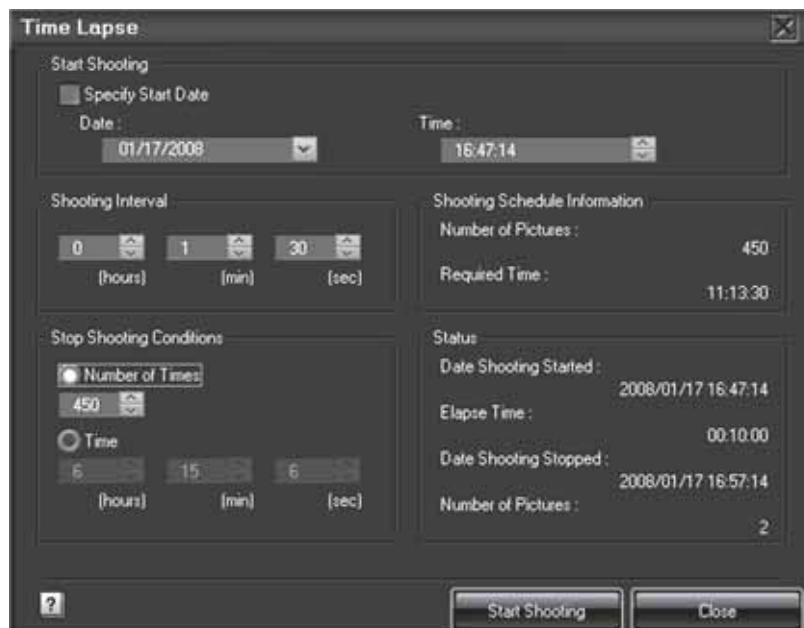 Time Lapse
Start Shooting
Specify Start Date
Date :
01/17/2008
Time :
16:47:14
Shooting Interval
0 1 30
(hours) (min) (sec)
Shooting Schedule Information
Number of Pictures :
450
Required Time :
11:13:30
Stop Shooting Conditions
Number of Times
450
Time
6 15 6
(hours) (min) (sec)
Status
Date Shooting Started :
2008/01/17 16:47:14
Elapse Time :
00:10:00
Date Shooting Stopped :
2008/01/17 16:57:14
Number of Pictures :
2
?
Start Shooting
Close